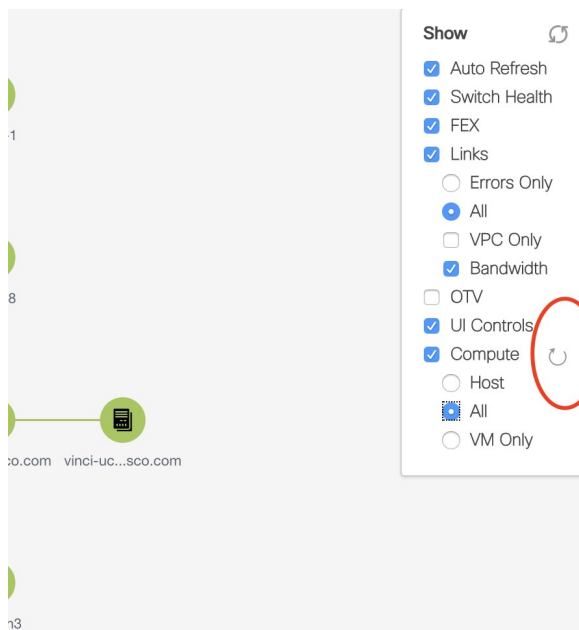 Show
Auto Refresh
Switch Health
FEX
Links
Errors Only
All
VPC Only
Bandwidth
OTV
UI Controls
Compute
Host
All
VM Only
-1
8
co.com vinci-uc...sco.com
n3